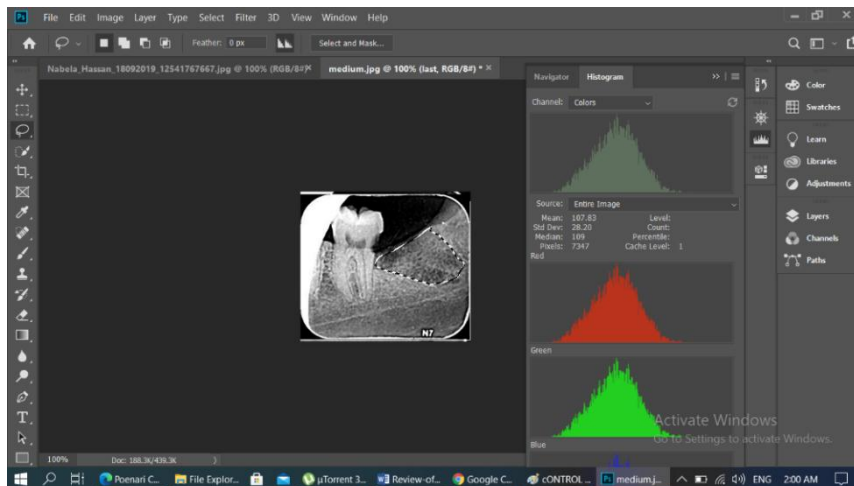 Ps File Edit Image Layer Type Select Filter 3D View Window Help
Feather: 0 px Select and Mask...
Nabela_Hassan_18092019_12541767667.jpg @ 100% (RGB/8#)* × medium.jpg @ 100% (last, RGB/8#) * ×
Navigator Histogram
Channel: Colors
Source: Entire Image
Mean: 107.83 Level:
Std Dev: 28.20 Count:
Median: 109 Percentile:
Pixels: 7347 Cache Level: 1
Red
Green
Blue
Color
Swatches
Learn
Libraries
Adjustments
Layers
Channels
Paths
N7
Activate Windows
Go to Settings to activate Windows.
100% Doc: 188.3K/439.3K
Poenari C... File Explor... µTorrent 3... Review-of... Google C... cONTROL ... medium.j... ENG 2:00 AM